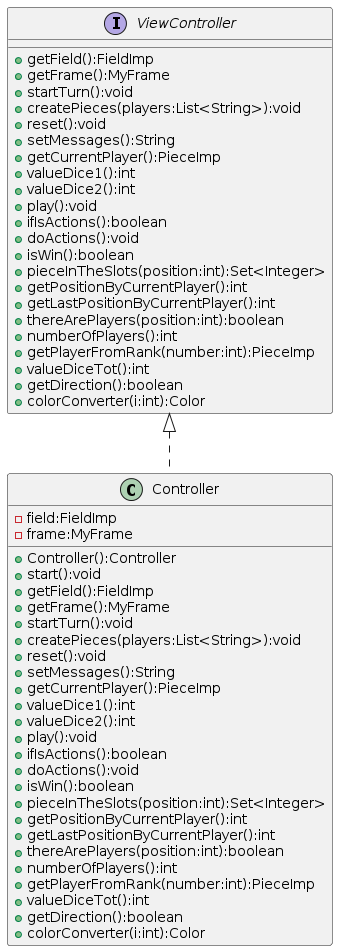 I ViewController
getField():FieldImp
getFrame():MyFrame
startTurn():void
createPieces(players:List<String>):void
reset():void
setMessages():String
getCurrentPlayer():PieceImp
valueDice1():int
valueDice2():int
play():void
ifIsActions():boolean
doActions():void
isWin():boolean
pieceInTheSlots(position:int):Set<Integer>
getPositionByCurrentPlayer():int
getLastPositionByCurrentPlayer():int
thereArePlayers(position:int):boolean
numberOfPlayers():int
getPlayerFromRank(number:int):PieceImp
valueDiceTot():int
getDirection():boolean
colorConverter(i:int):Color
C Controller
field:FieldImp
frame:MyFrame
Controller():Controller
start():void
getField():FieldImp
getFrame():MyFrame
startTurn():void
createPieces(players:List<String>):void
reset():void
setMessages():String
getCurrentPlayer():PieceImp
valueDice1():int
valueDice2():int
play():void
ifIsActions():boolean
doActions():void
isWin():boolean
pieceInTheSlots(position:int):Set<Integer>
getPositionByCurrentPlayer():int
getLastPositionByCurrentPlayer():int
thereArePlayers(position:int):boolean
numberOfPlayers():int
getPlayerFromRank(number:int):PieceImp
valueDiceTot():int
getDirection():boolean
colorConverter(i:int):Color